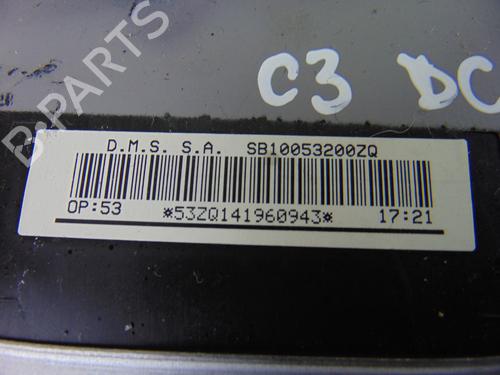 B-PARTS
C3 DC
D.M.S. S.A. SB10053200ZQ
OP:53 *53ZQ141960943* 17:21